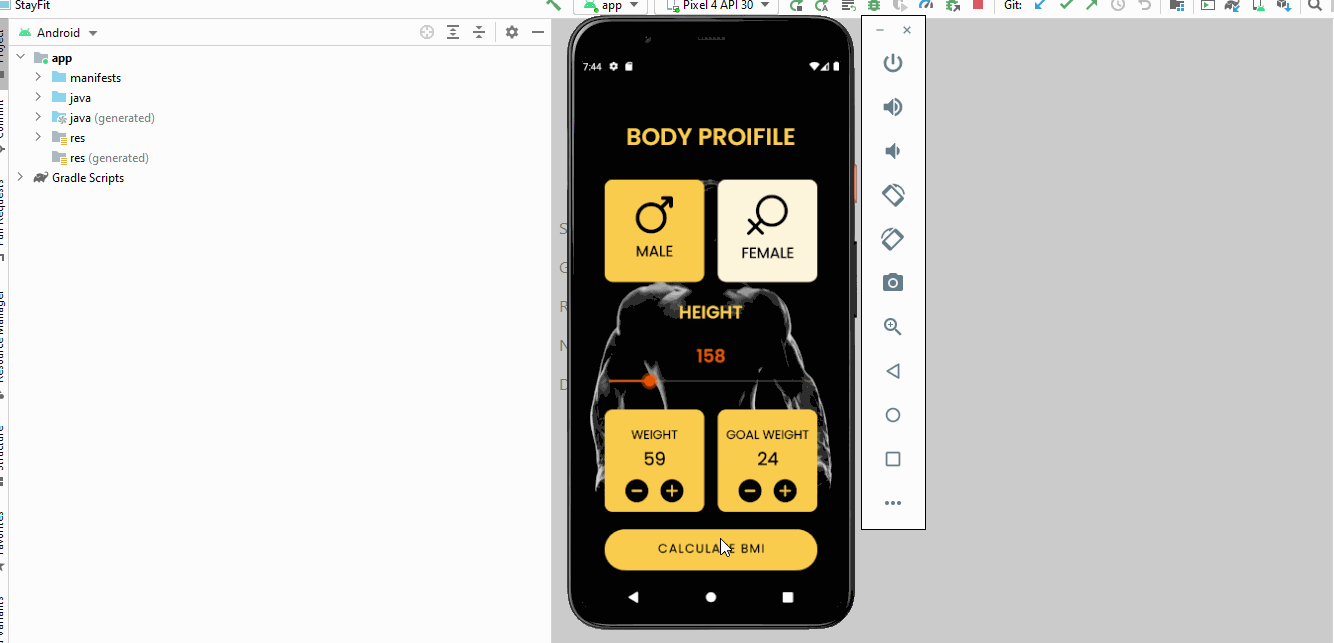 StayFit
app
Pixel 4 API 30
Git:
Project
Android
app
manifests
java
java (generated)
res
res (generated)
Gradle Scripts
Commit
Pull Requests
Resource Manager
Structure
Favorites
Variants
7:44
BODY PROIFILE
MALE
FEMALE
HEIGHT
158
WEIGHT
GOAL WEIGHT
59
24
CALCULATE BMI